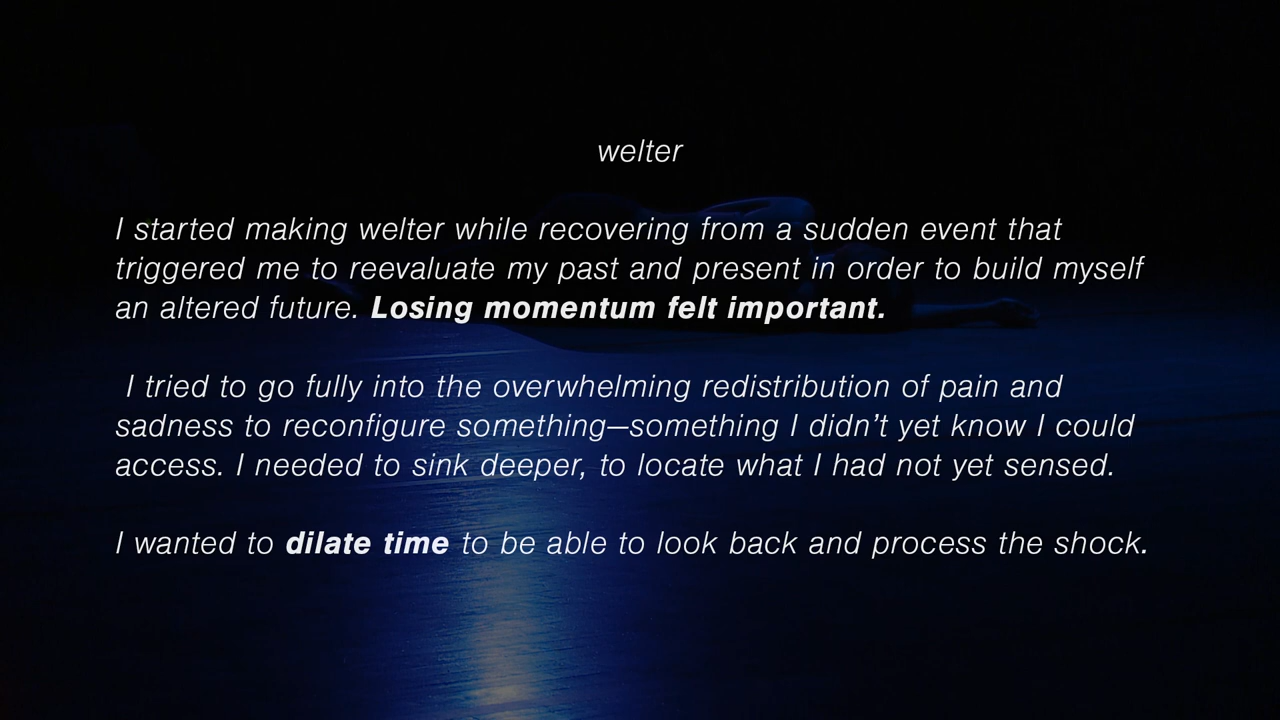 welter
I started making welter while recovering from a sudden event that
triggered me to reevaluate my past and present in order to build myself
an altered future. Losing momentum felt important.
I tried to go fully into the overwhelming redistribution of pain and
sadness to reconfigure something—something I didn’t yet know I could
access. I needed to sink deeper, to locate what I had not yet sensed.
I wanted to dilate time to be able to look back and process the shock.